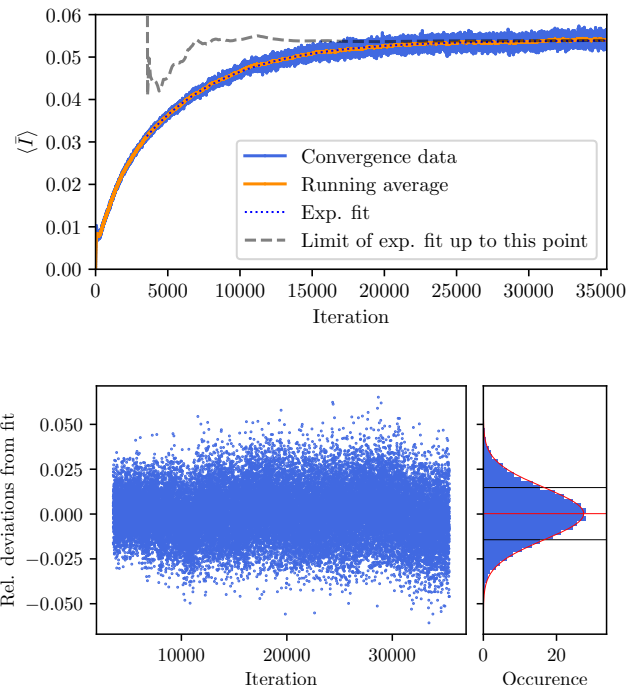 0.06
0.05
0.04
0.03
0.02
0.01
0.00
⟨Ī⟩
Convergence data
Running average
Exp. fit
Limit of exp. fit up to this point
0 5000 10000 15000 20000 25000 30000 35000
Iteration
0.050
0.025
0.000
−0.025
−0.050
Rel. deviations from fit
10000 20000 30000
Iteration
0 20
Occurence